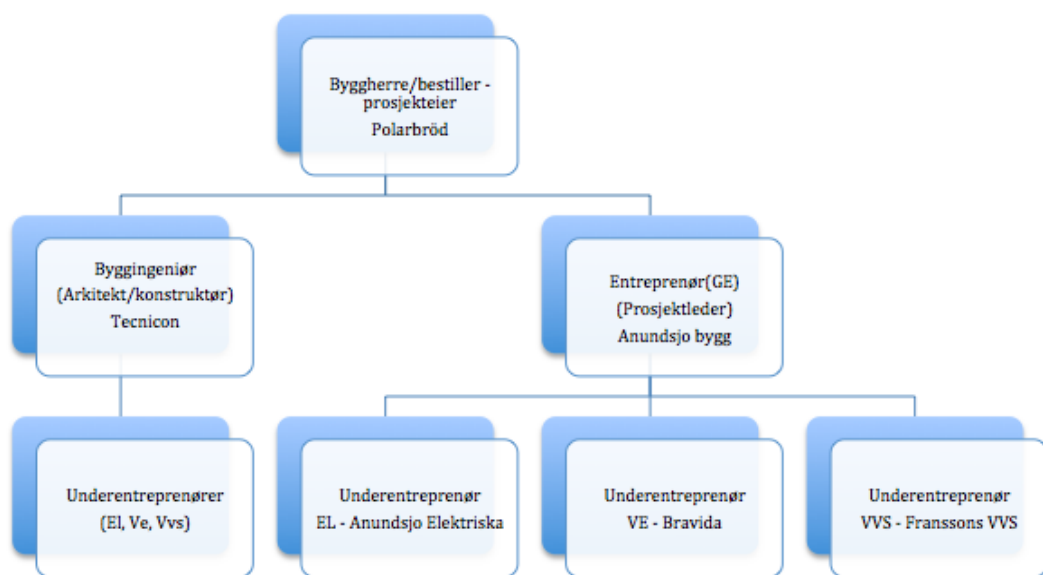 Byggherre/bestiller -
prosjekteier
Polarbröd
Byggingeniør
(Arkitekt/konstruktør)
Tecnicon
Entreprenør(GE)
(Prosjektleder)
Anundsjo bygg
Underentreprenører
(El, Ve, Vvs)
Underentreprenør
EL - Anundsjo Elektriska
Underentreprenør
VE - Bravida
Underentreprenør
VVS - Franssons VVS